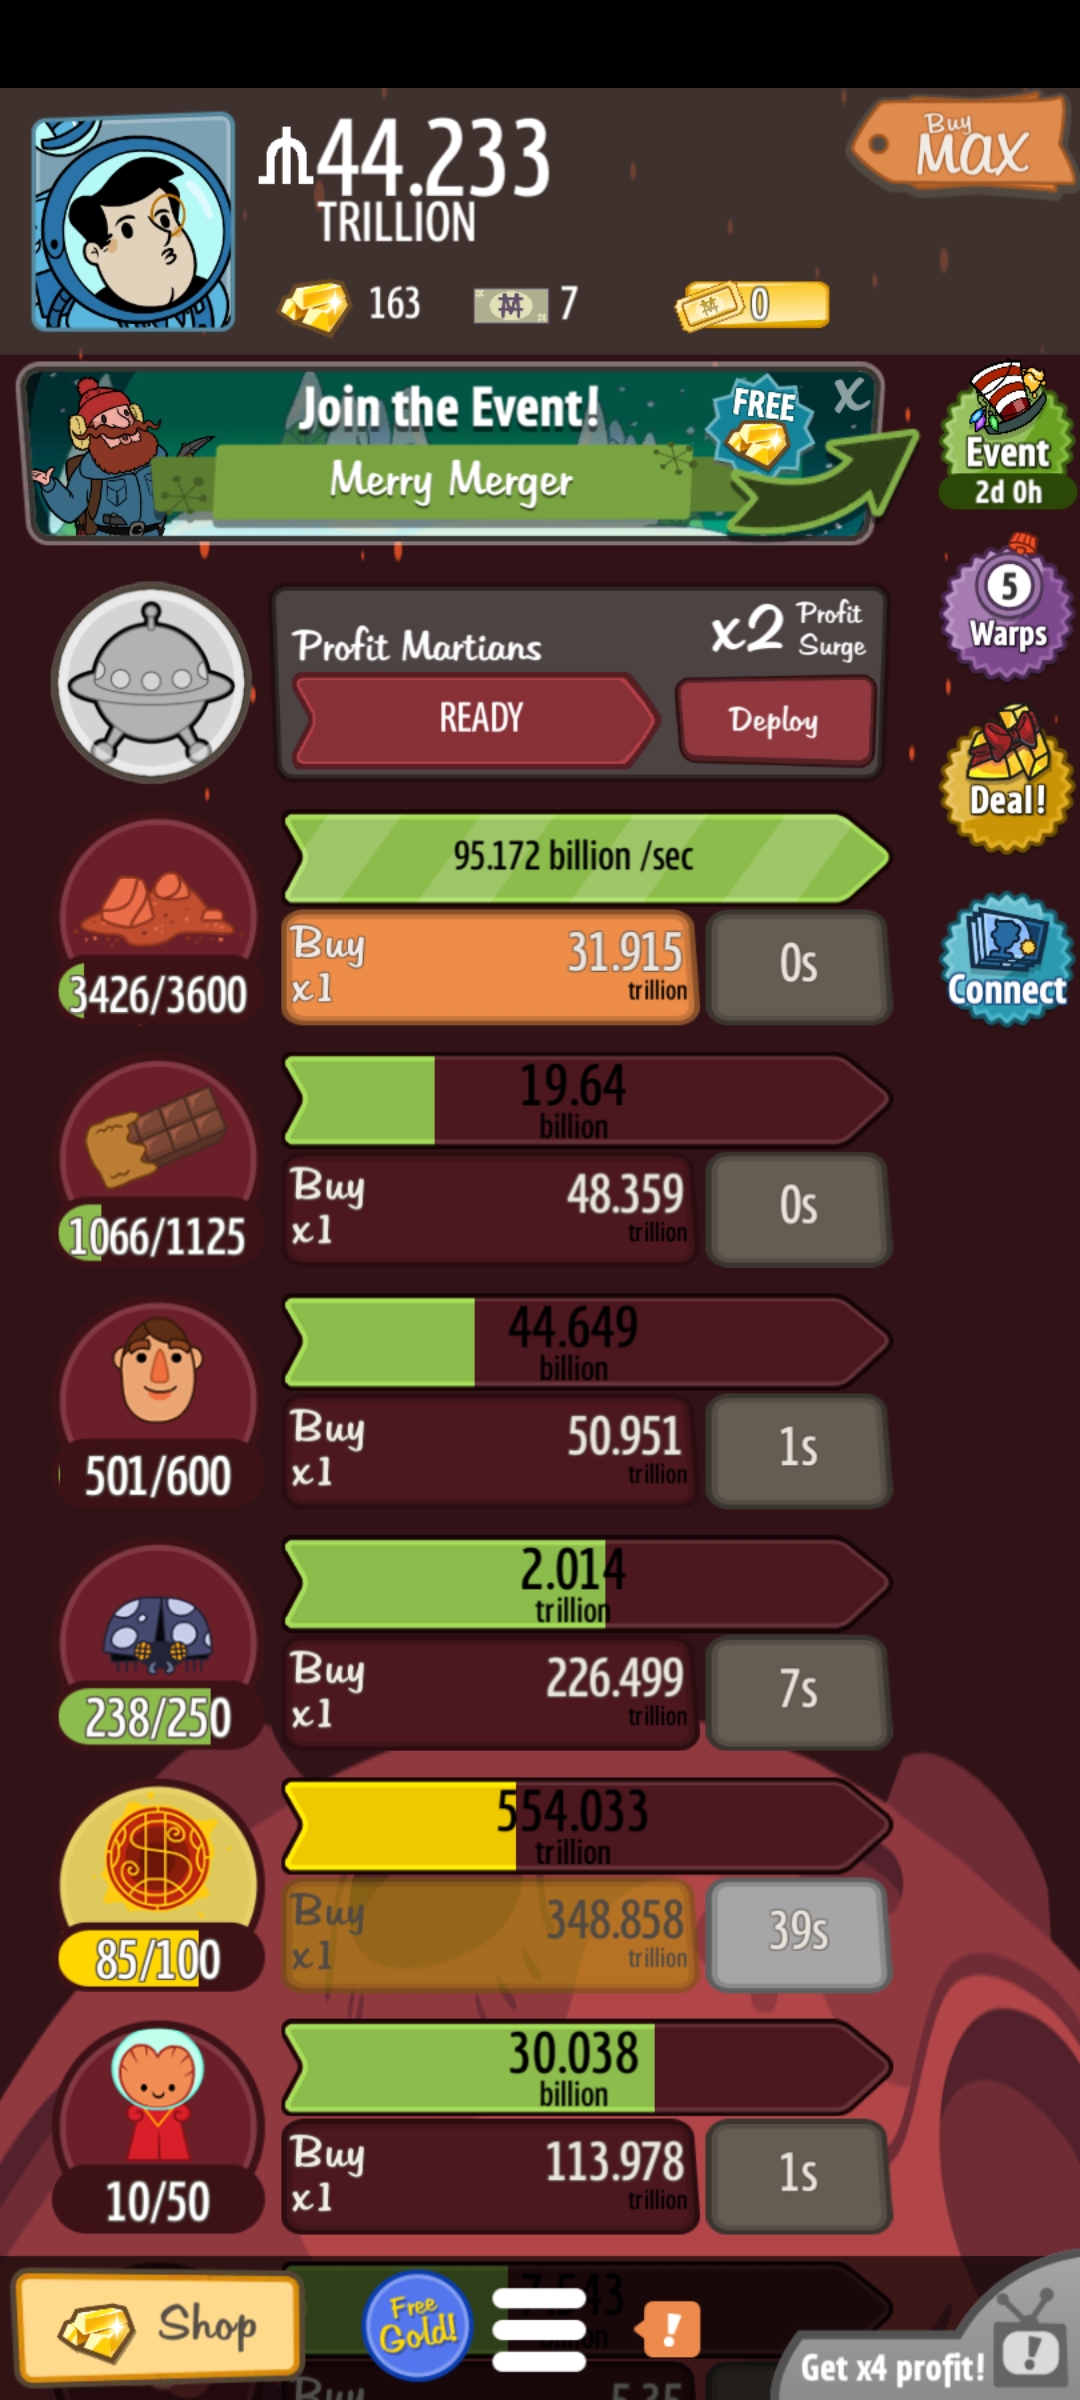 Buy
MAX
44.233
TRILLION
163
7
0
Join the Event!
FREE
X
Merry Merger
Event
2d 0h
5
Warps
Profit Martians
x2 Profit Surge
READY
Deploy
Deal!
95.172 billion /sec
Buy x1
31.915 trillion
0s
3426/3600
Connect
19.64
billion
Buy x1
48.359 trillion
0s
1066/1125
44.649
billion
Buy x1
50.951 trillion
1s
501/600
2.014
trillion
Buy x1
226.499 trillion
7s
238/250
554.033
trillion
Buy x1
348.858 trillion
39s
85/100
30.038
billion
Buy x1
113.978 trillion
1s
10/50
Shop
Free Gold!
!
Get x4 profit!
!
Buy
5.35